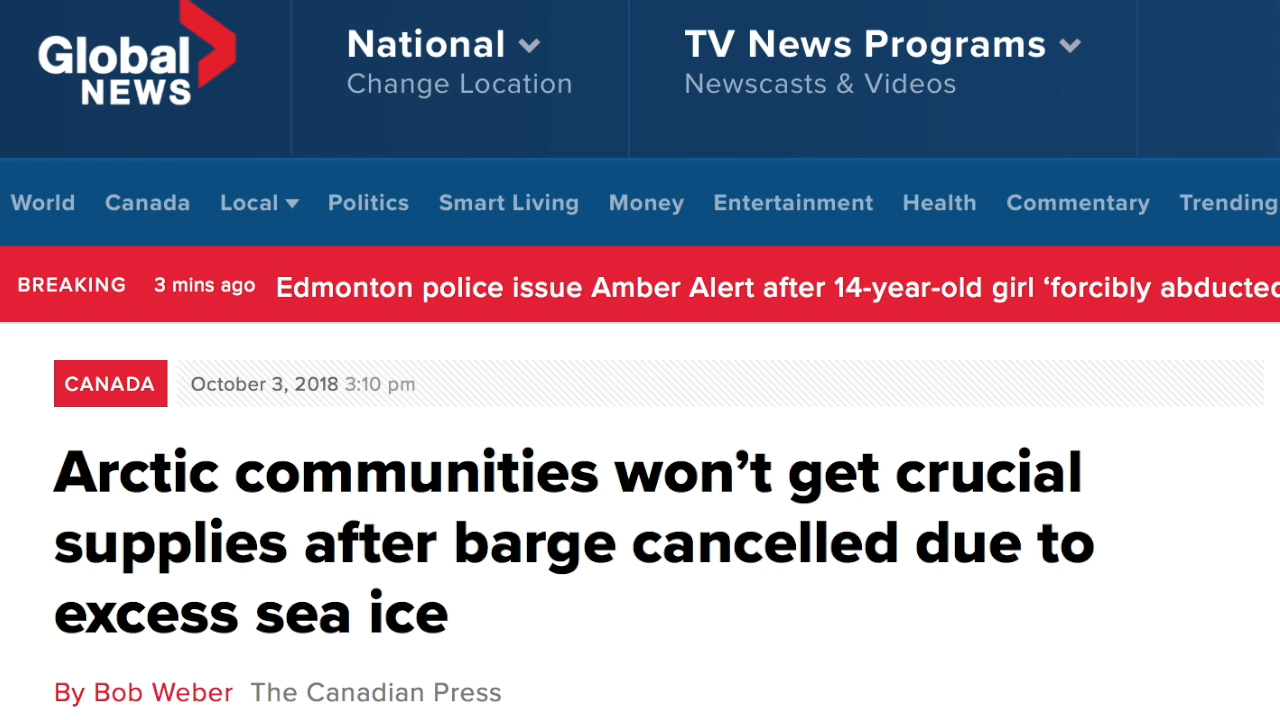 Global
NEWS
National
Change Location
TV News Programs
Newscasts & Videos
World Canada Local Politics Smart Living Money Entertainment Health Commentary Trending
BREAKING 3 mins ago Edmonton police issue Amber Alert after 14-year-old girl ‘forcibly abducted
CANADA October 3, 2018 3:10 pm
Arctic communities won’t get crucial
supplies after barge cancelled due to
excess sea ice
By Bob Weber The Canadian Press